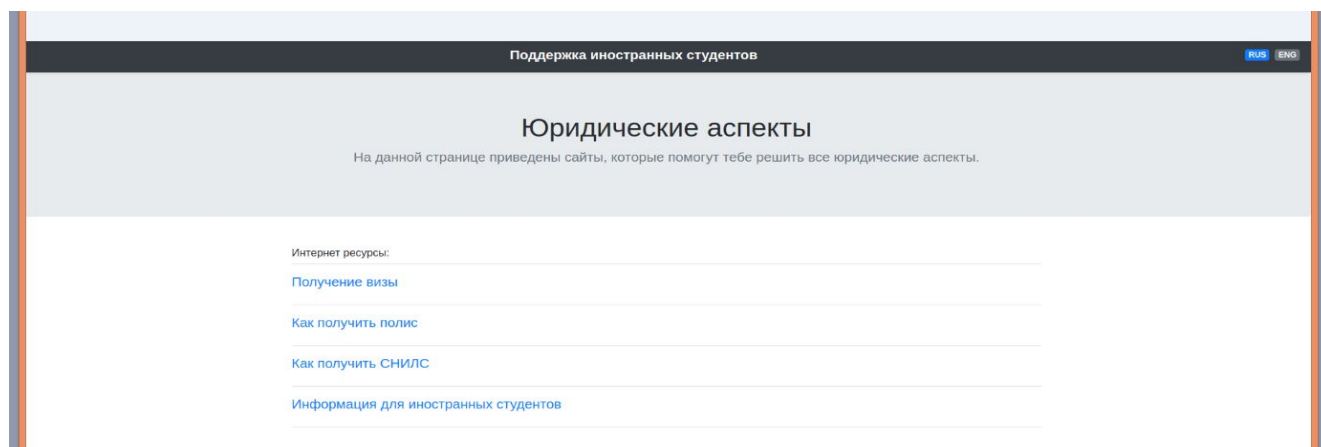 Поддержка иностранных студентов
RUS ENG
Юридические аспекты
На данной странице приведены сайты, которые помогут тебе решить все юридические аспекты.
Интернет ресурсы:
Получение визы
Как получить полис
Как получить СНИЛС
Информация для иностранных студентов